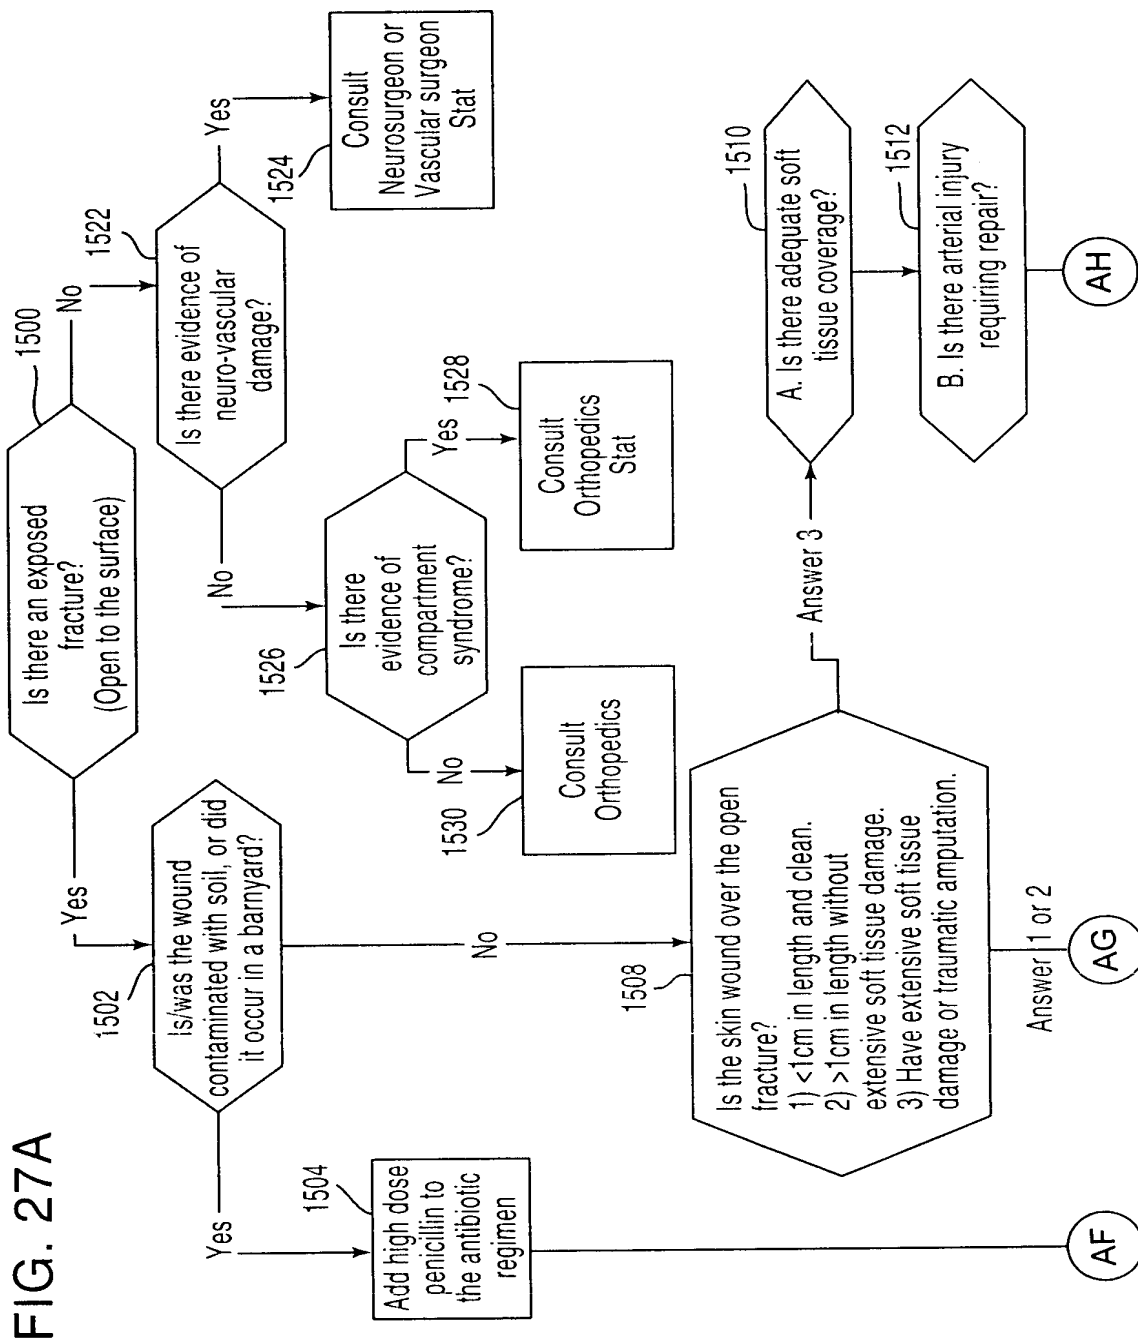 FIG. 27A
Is there an exposed
fracture?
(Open to the surface)
1500
Yes
No
Is/was the wound
contaminated with soil, or did
it occur in a barnyard?
1502
Is there evidence of
neuro-vascular
damage?
1522
Yes
Consult
Neurosurgeon or
Vascular surgeon
Stat
1524
No
Is there
evidence of
compartment
syndrome?
1526
Yes
Consult
Orthopedics
Stat
1528
No
Consult
Orthopedics
1530
Yes
Add high dose
penicillin to
the antibiotic
regimen
1504
No
Is the skin wound over the open
fracture?
1) <1cm in length and clean.
2) >1cm in length without
extensive soft tissue damage.
3) Have extensive soft tissue
damage or traumatic amputation.
1508
Answer 3
A. Is there adequate soft
tissue coverage?
1510
B. Is there arterial injury
requiring repair?
1512
Answer 1 or 2
AF
AG
AH